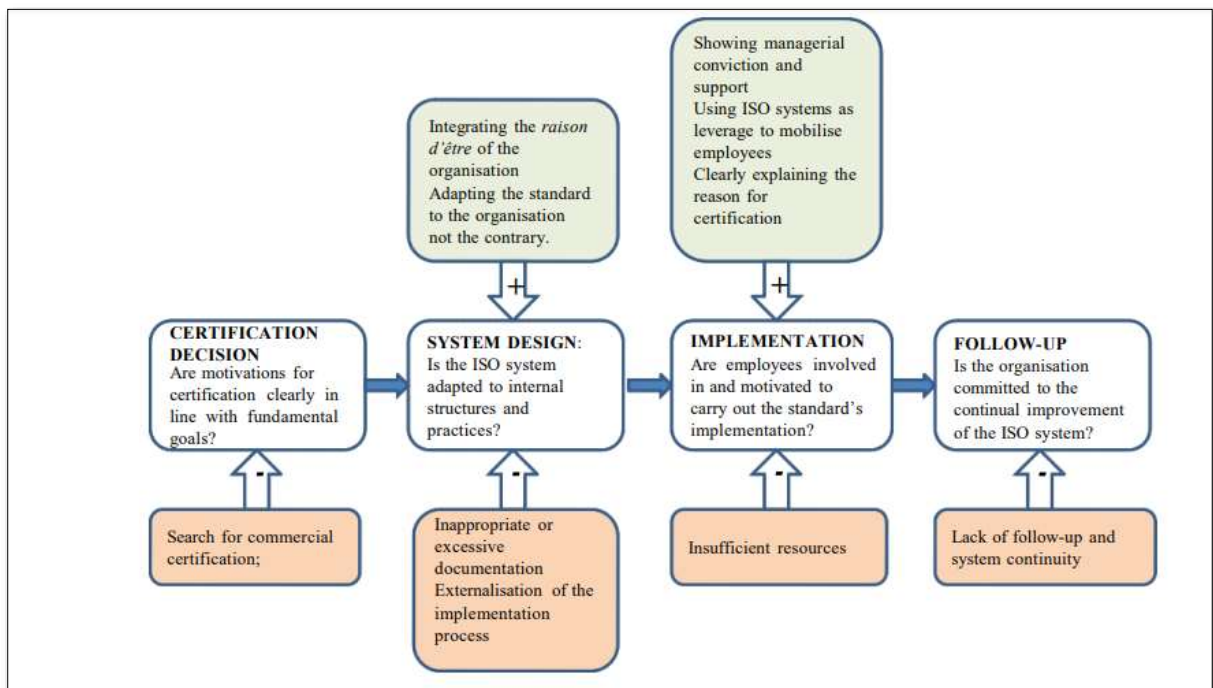 Showing managerial
conviction and
support
Using ISO systems as
leverage to mobilise
employees
Clearly explaining the
reason for
certification
Integrating the raison
d'être of the
organisation
Adapting the standard
to the organisation
not the contrary.
+
+
CERTIFICATION
DECISION
Are motivations for
certification clearly in
line with fundamental
goals?
SYSTEM DESIGN:
Is the ISO system
adapted to internal
structures and
practices?
IMPLEMENTATION
Are employees involved
in and motivated to
carry out the standard's
implementation?
FOLLOW-UP
Is the organisation
committed to the
continual improvement
of the ISO system?
-
-
-
-
Search for commercial
certification;
Inappropriate or
excessive
documentation
Externalisation of the
implementation
process
Insufficient resources
Lack of follow-up and
system continuity